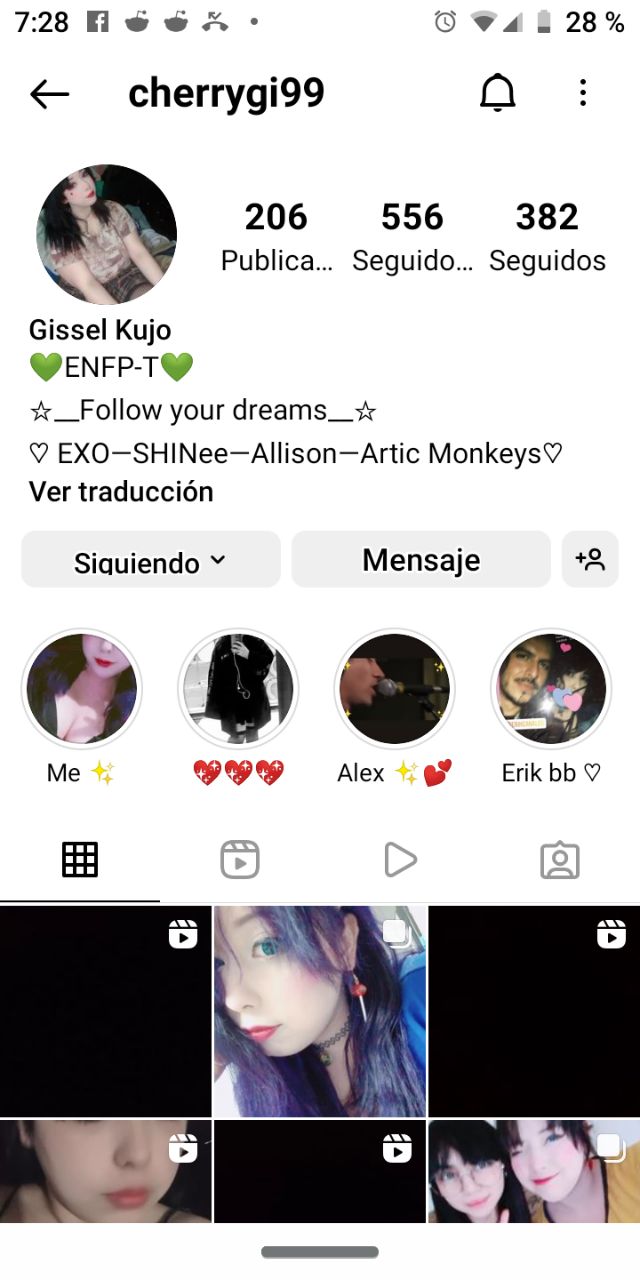 7:28
28 %
cherrygi99
206
556
382
Publica...
Seguido...
Seguidos
Gissel Kujo
💚ENFP-T💚
☆__Follow your dreams__☆
♡ EXO—SHINee—Allison—Artic Monkeys♡
Ver traducción
Siguiendo
Mensaje
Me ✨
💖💖💖
Alex ✨💕
Erik bb ♡